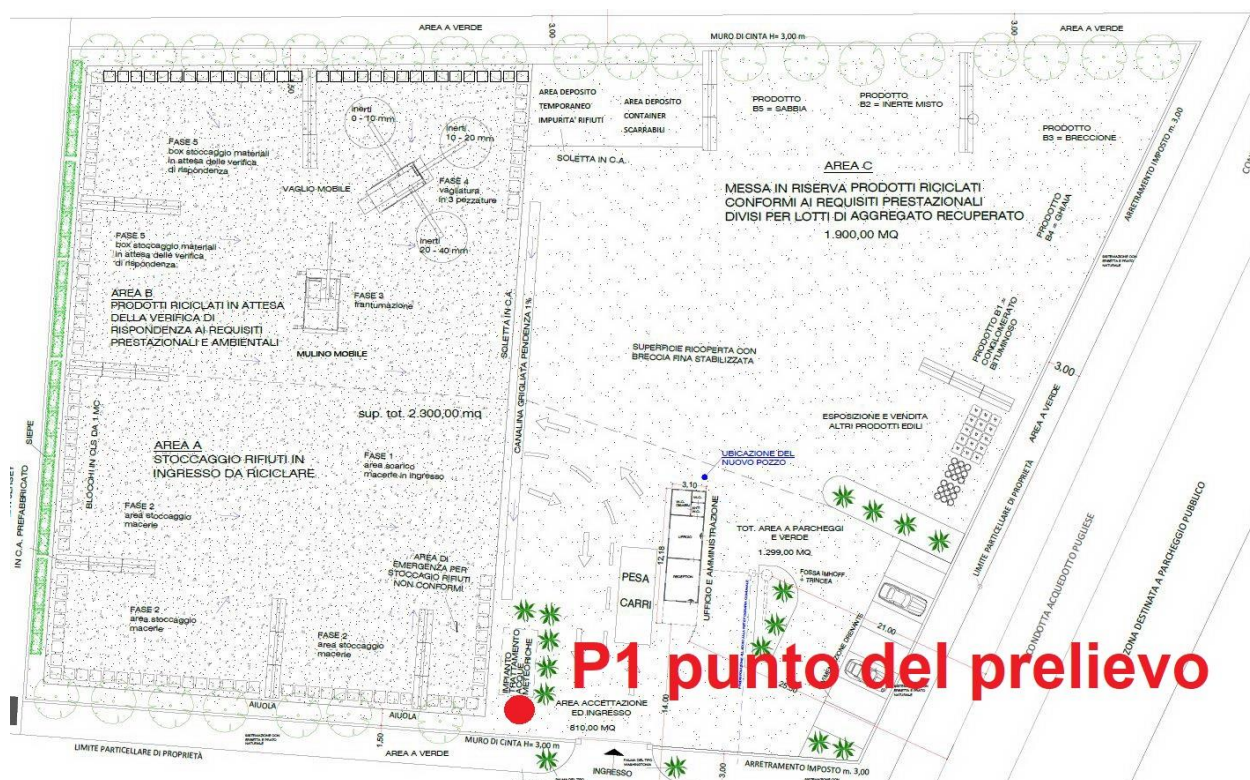 AREA A VERDE
3.00
MURO DI CINTA H= 3,00 m
3.00
AREA A VERDE
1.50
inerti
0 - 10 mm
inerti
10 - 20 mm
AREA DEPOSITO
TEMPORANEO
IMPURITA' RIFIUTI
AREA DEPOSITO
CONTAINER
SCARRABILI
SOLETTA IN C.A.
PRODOTTO
B5 = SABBIA
PRODOTTO
B2 = INERTE MISTO
PRODOTTO
B3 = BRECCIONE
ARRETRAMENTO IMPOSTO m. 3,00
FASE 5
box stoccaggio materiali
in attesa delle verifica
di rispondenza
VAGLIO MOBILE
FASE 4
vagliatura
in 3 pezzature
AREA C
MESSA IN RISERVA PRODOTTI RICICLATI
CONFORMI AI REQUISITI PRESTAZIONALI
DIVISI PER LOTTI DI AGGREGATO RECUPERATO
1.900,00 MQ
PRODOTTO
B4 = GHIAIA
FASE 5
box stoccaggio materiali
in attesa delle verifica
di rispondenza
inerti
20 - 40 mm
AREA B
PRODOTTI RICICLATI IN ATTESA
DELLA VERIFICA DI
RISPONDENZA AI REQUISITI
PRESTAZIONALI E AMBIENTALI
FASE 3
frantumazione
MULINO MOBILE
SOLETTA IN C.A.
CANALINA GRIGLIATA PENDENZA 1%
SUPERFICIE RICOPERTA CON
BRECCIA FINA STABILIZZATA
PRODOTTO B1 =
CONGLOMERATO
BITUMINOSO
3.00
sup. tot. 2.300,00 mq
ESPOSIZIONE E VENDITA
ALTRI PRODOTTI EDILI
AREA A VERDE
SIEPE
BLOCCHI IN CLS DA 1 MC
AREA A
STOCCAGGIO RIFIUTI IN
INGRESSO DA RICICLARE
FASE 1
area scarico
macerie in ingresso
UBICAZIONE DEL
NUOVO POZZO
3,10
IN C.A. PREFABBRICATO
FASE 2
area stoccaggio
macerie
12,18
UFFICIO
RECEPTION
UFFICIO E AMMINISTRAZIONE
TOT. AREA A PARCHEGGI
E VERDE
1.299,00 MQ
LIMITE PARTICELLARE DI PROPRIETÀ
CONDOTTA ACQUEDOTTO PUGLIESE
ZONA DESTINATA A PARCHEGGIO PUBBLICO
AREA DI
EMERGENZA PER
STOCCAGIO RIFIUTI
NON CONFORMI
PESA
CARRI
FOSSA IMHOFF
+ TRINCEA
FASE 2
area stoccaggio
macerie
FASE 2
area stoccaggio
macerie
21.00
IMPIANTO
TRATTAMENTO
ACQUE
METEORICHE
P1 punto del prelievo
AIUOLA
AIUOLA
AREA ACCETTAZIONE
ED INGRESSO
610,00 MQ
14.00
LIMITE PARTICELLARE DI PROPRIETÀ
1.50
AREA A VERDE
MURO DI CINTA H= 3,00 m
INGRESSO
3,00
ARRETRAMENTO IMPOSTO m. 3,00